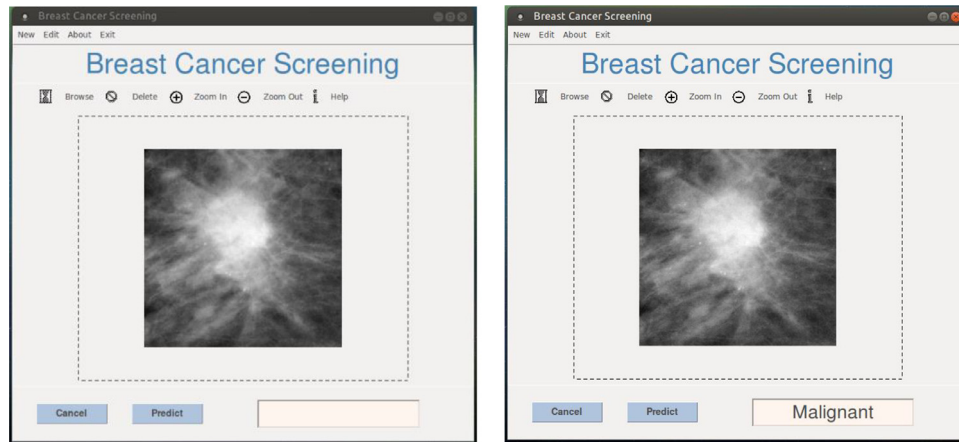 Breast Cancer Screening
New Edit About Exit
Breast Cancer Screening
Browse Delete Zoom In Zoom Out Help
Cancel Predict
Breast Cancer Screening
New Edit About Exit
Breast Cancer Screening
Browse Delete Zoom In Zoom Out Help
Cancel Predict Malignant